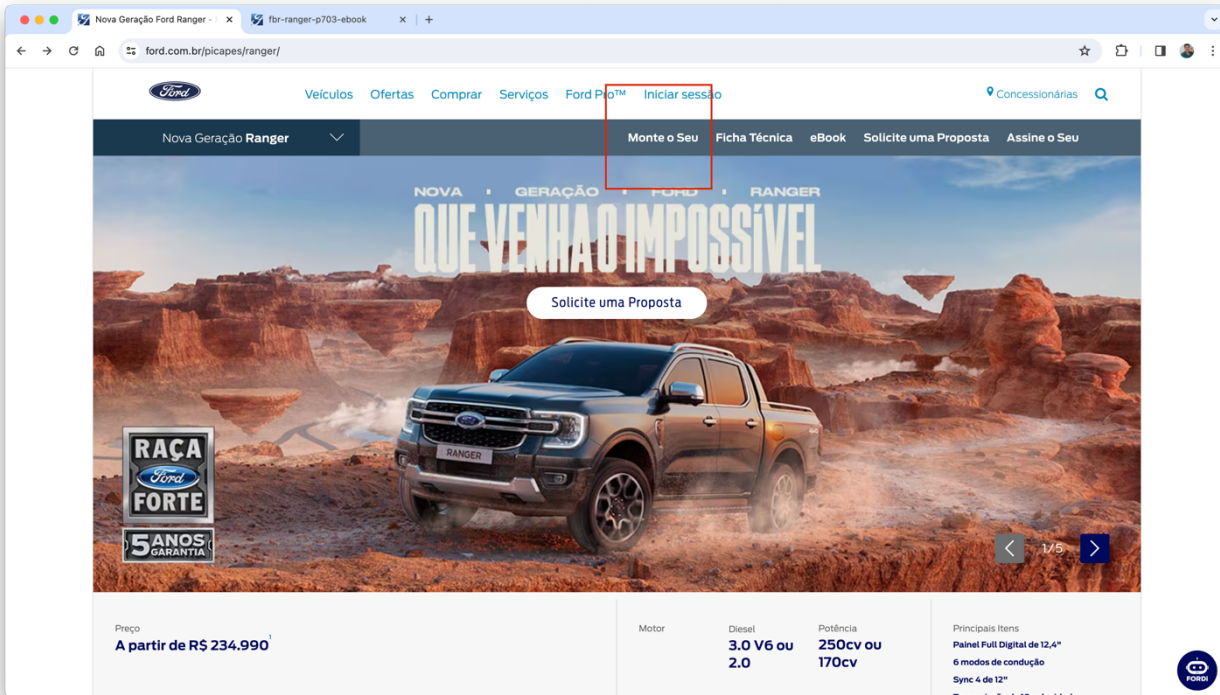 Nova Geração Ford Ranger -
fbr-ranger-p703-ebook
ford.com.br/picapes/ranger/
Ford
Veículos Ofertas Comprar Serviços Ford Pro™ Iniciar sessão Concessionárias
Nova Geração Ranger Monte o Seu Ficha Técnica eBook Solicite uma Proposta Assine o Seu
NOVA GERAÇÃO FORD RANGER
QUE VENHA O IMPOSSÍVEL
Solicite uma Proposta
Ford
RANGER
RAÇA
Ford
FORTE
5 ANOS
GARANTIA
1/5
Preço
A partir de R$ 234.990¹
Motor
Diesel
3.0 V6 ou
2.0
Potência
250cv ou
170cv
Principais Itens
Painel Full Digital de 12,4"
6 modos de condução
Sync 4 de 12"
FORDI